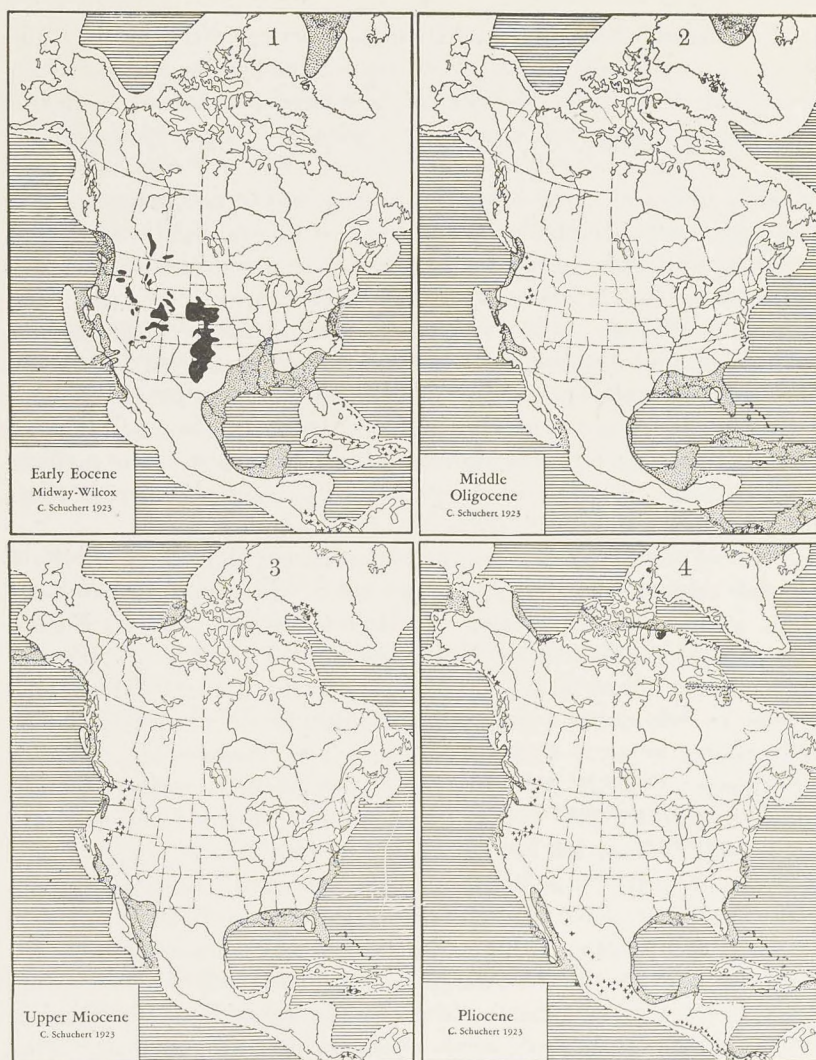 1
Early Eocene
Midway-Wilcox
C. Schuchert 1923
2
Middle
Oligocene
C. Schuchert 1923
3
Upper Miocene
C. Schuchert 1923
4
Pliocene
C. Schuchert 1923